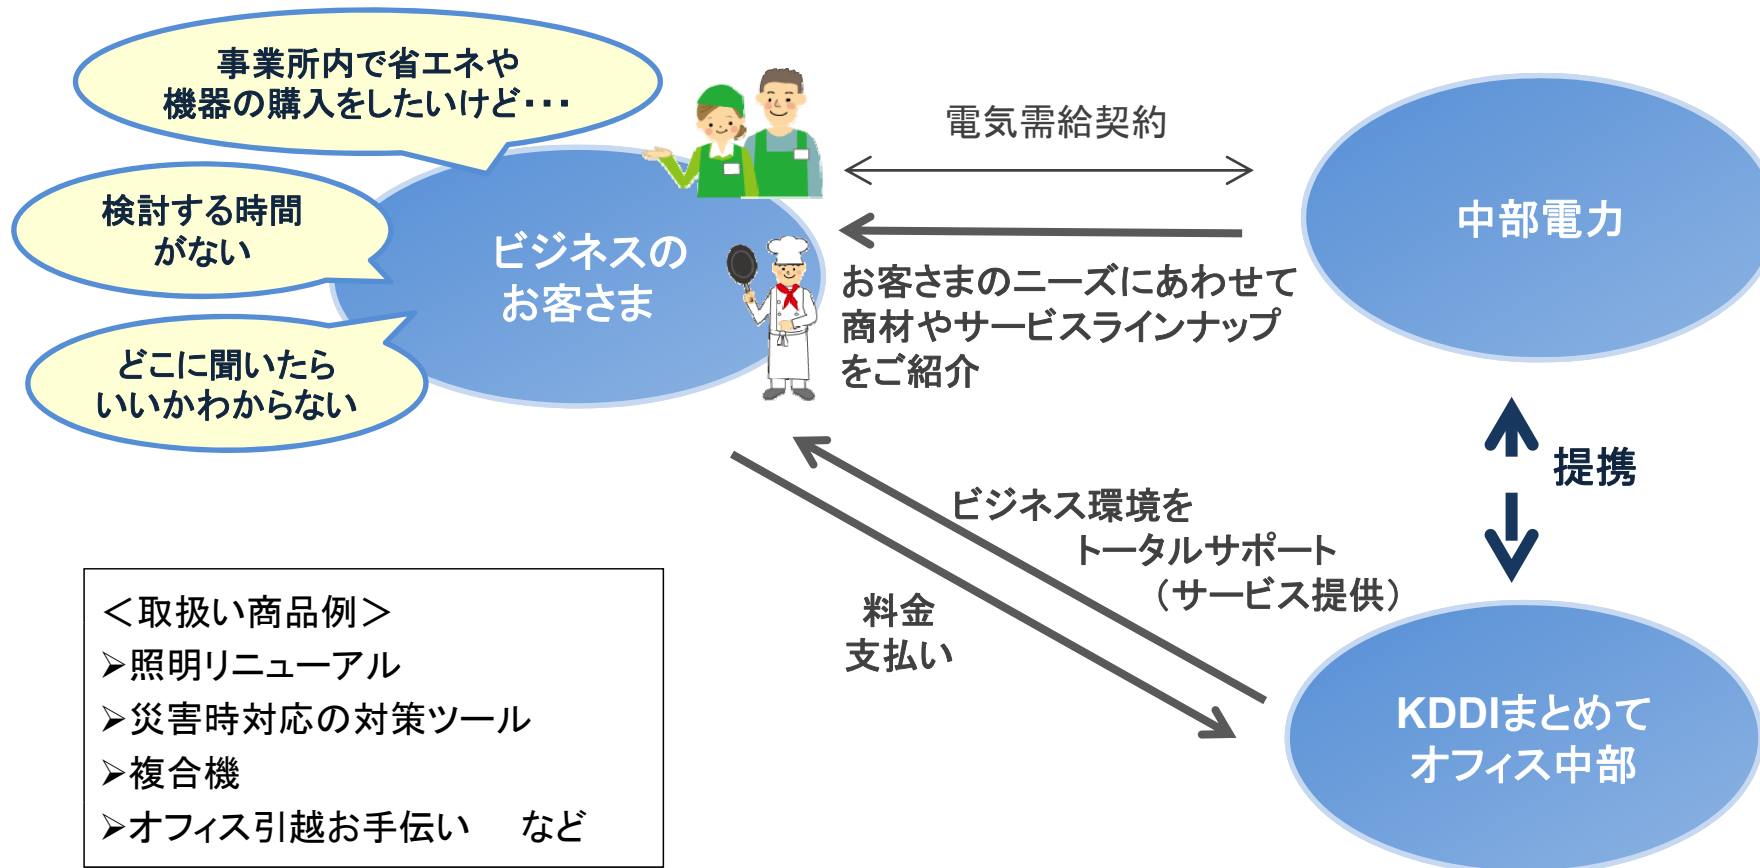 事業所内で省エネや
機器の購入をしたいけど・・・
検討する時間
がない
どこに聞いたら
いいかわからない
ビジネスの
お客さま
電気需給契約
お客さまのニーズにあわせて
商材やサービスラインナップ
をご紹介
中部電力
提携
ビジネス環境を
トータルサポート
（サービス提供）
料金
支払い
KDDIまとめて
オフィス中部
＜取扱い商品例＞
➢照明リニューアル
➢災害時対応の対策ツール
➢複合機
➢オフィス引越お手伝い　など